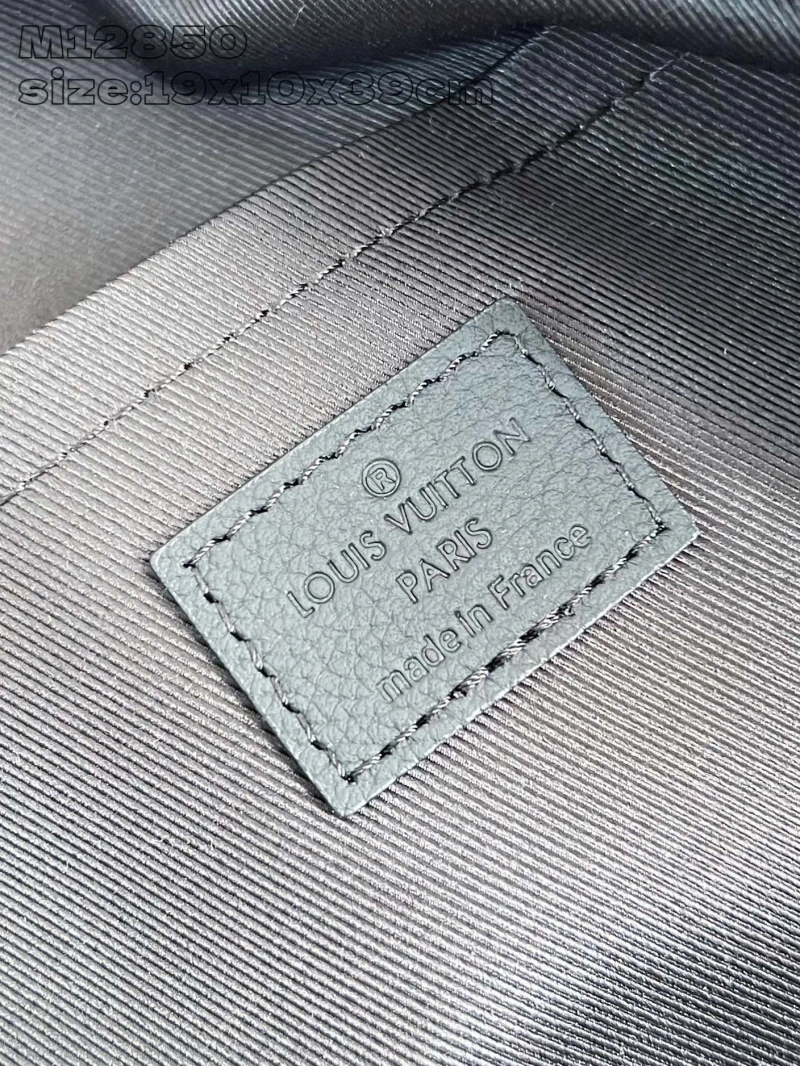 M12850
size:19x10x39cm
®
LOUIS VUITTON
PARIS
made in France